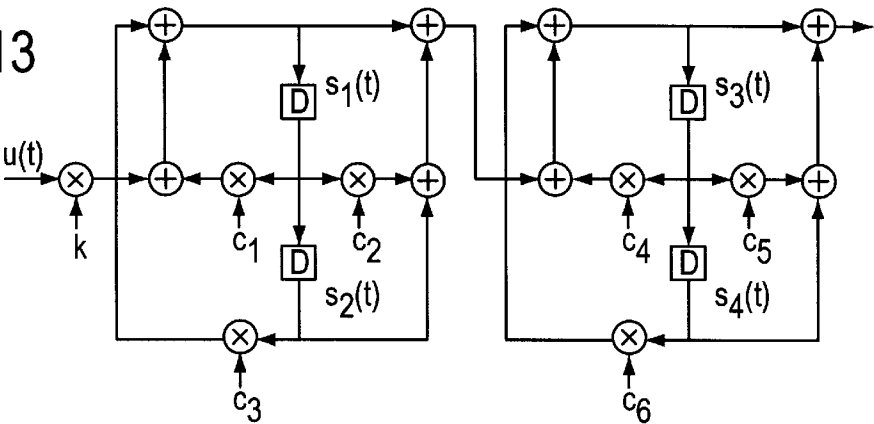 13
u(t)
k
D
s1(t)
c1
c2
D
s2(t)
c3
D
s3(t)
c4
c5
D
s4(t)
c6